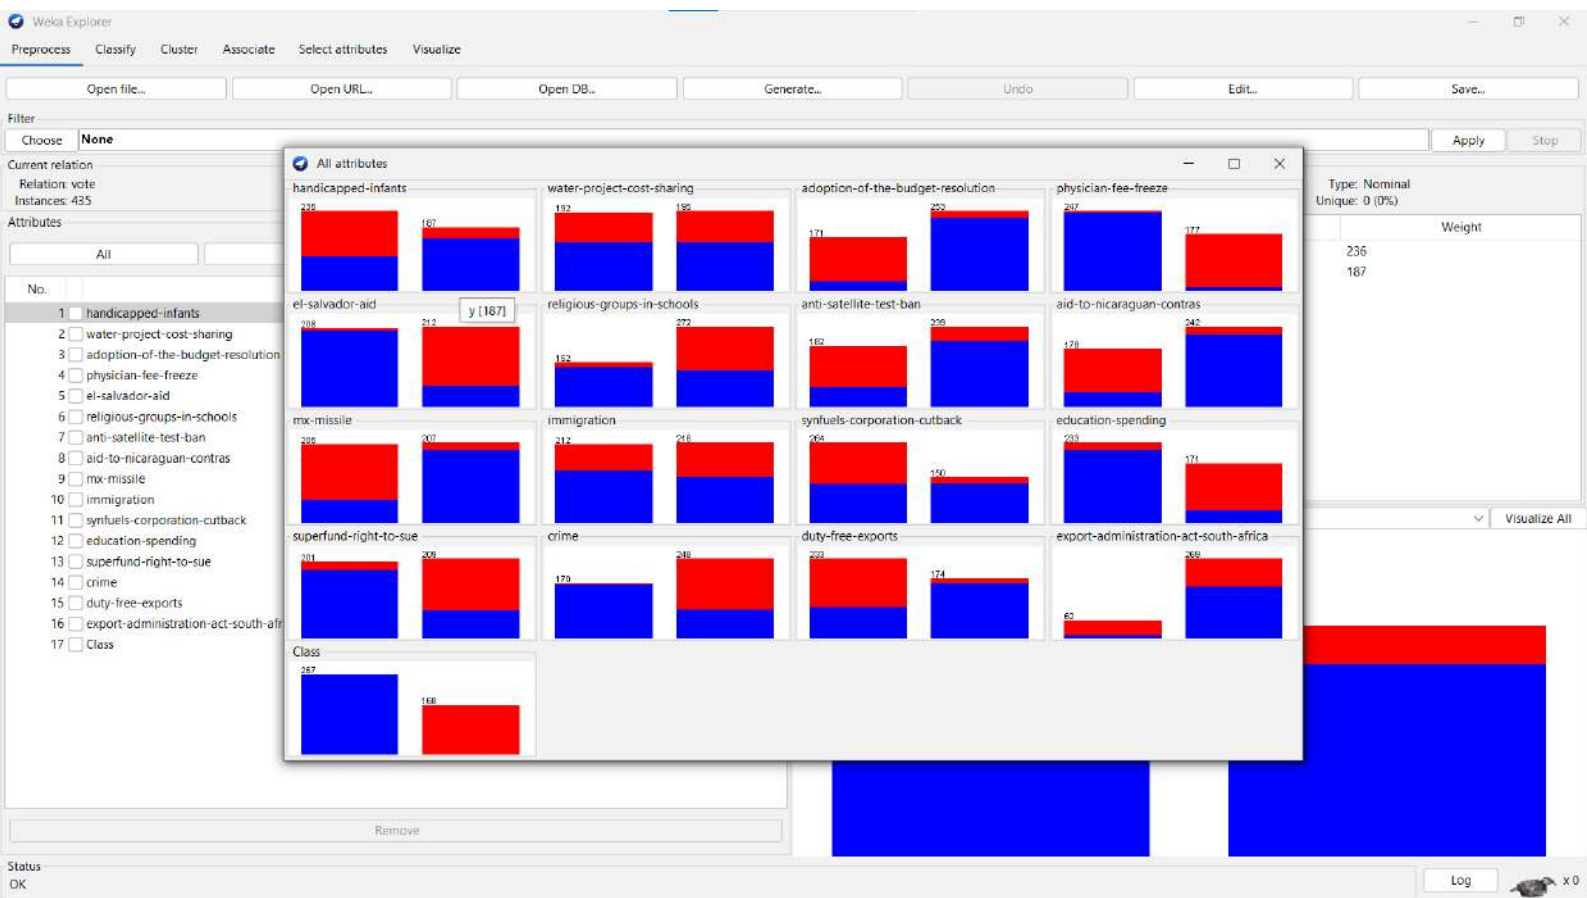 Weka Explorer
Preprocess Classify Cluster Associate Select attributes Visualize
Open file... Open URL... Open DB... Generate... Undo Edit... Save...
Filter
Choose None Apply Stop
Current relation
Relation: vote
Instances: 435
Type: Nominal
Unique: 0 (0%)
Attributes
All
Weight
236
187
No.
1 handicapped-infants
2 water-project-cost-sharing
3 adoption-of-the-budget-resolution
4 physician-fee-freeze
5 el-salvador-aid
6 religious-groups-in-schools
7 anti-satellite-test-ban
8 aid-to-nicaraguan-contras
9 mx-missile
10 immigration
11 synfuels-corporation-cutback
12 education-spending
13 superfund-right-to-sue
14 crime
15 duty-free-exports
16 export-administration-act-south-afr
17 Class
Remove
Visualize All
All attributes
handicapped-infants water-project-cost-sharing adoption-of-the-budget-resolution physician-fee-freeze
236 187 192 195 171 253 247 177
el-salvador-aid religious-groups-in-schools anti-satellite-test-ban aid-to-nicaraguan-contras
y [187]
208 212 152 272 182 239 178 242
mx-missile immigration synfuels-corporation-cutback education-spending
206 207 212 216 264 150 233 171
superfund-right-to-sue crime duty-free-exports export-administration-act-south-africa
201 209 170 248 233 174 62 269
Class
267 168
Status
OK
Log x 0